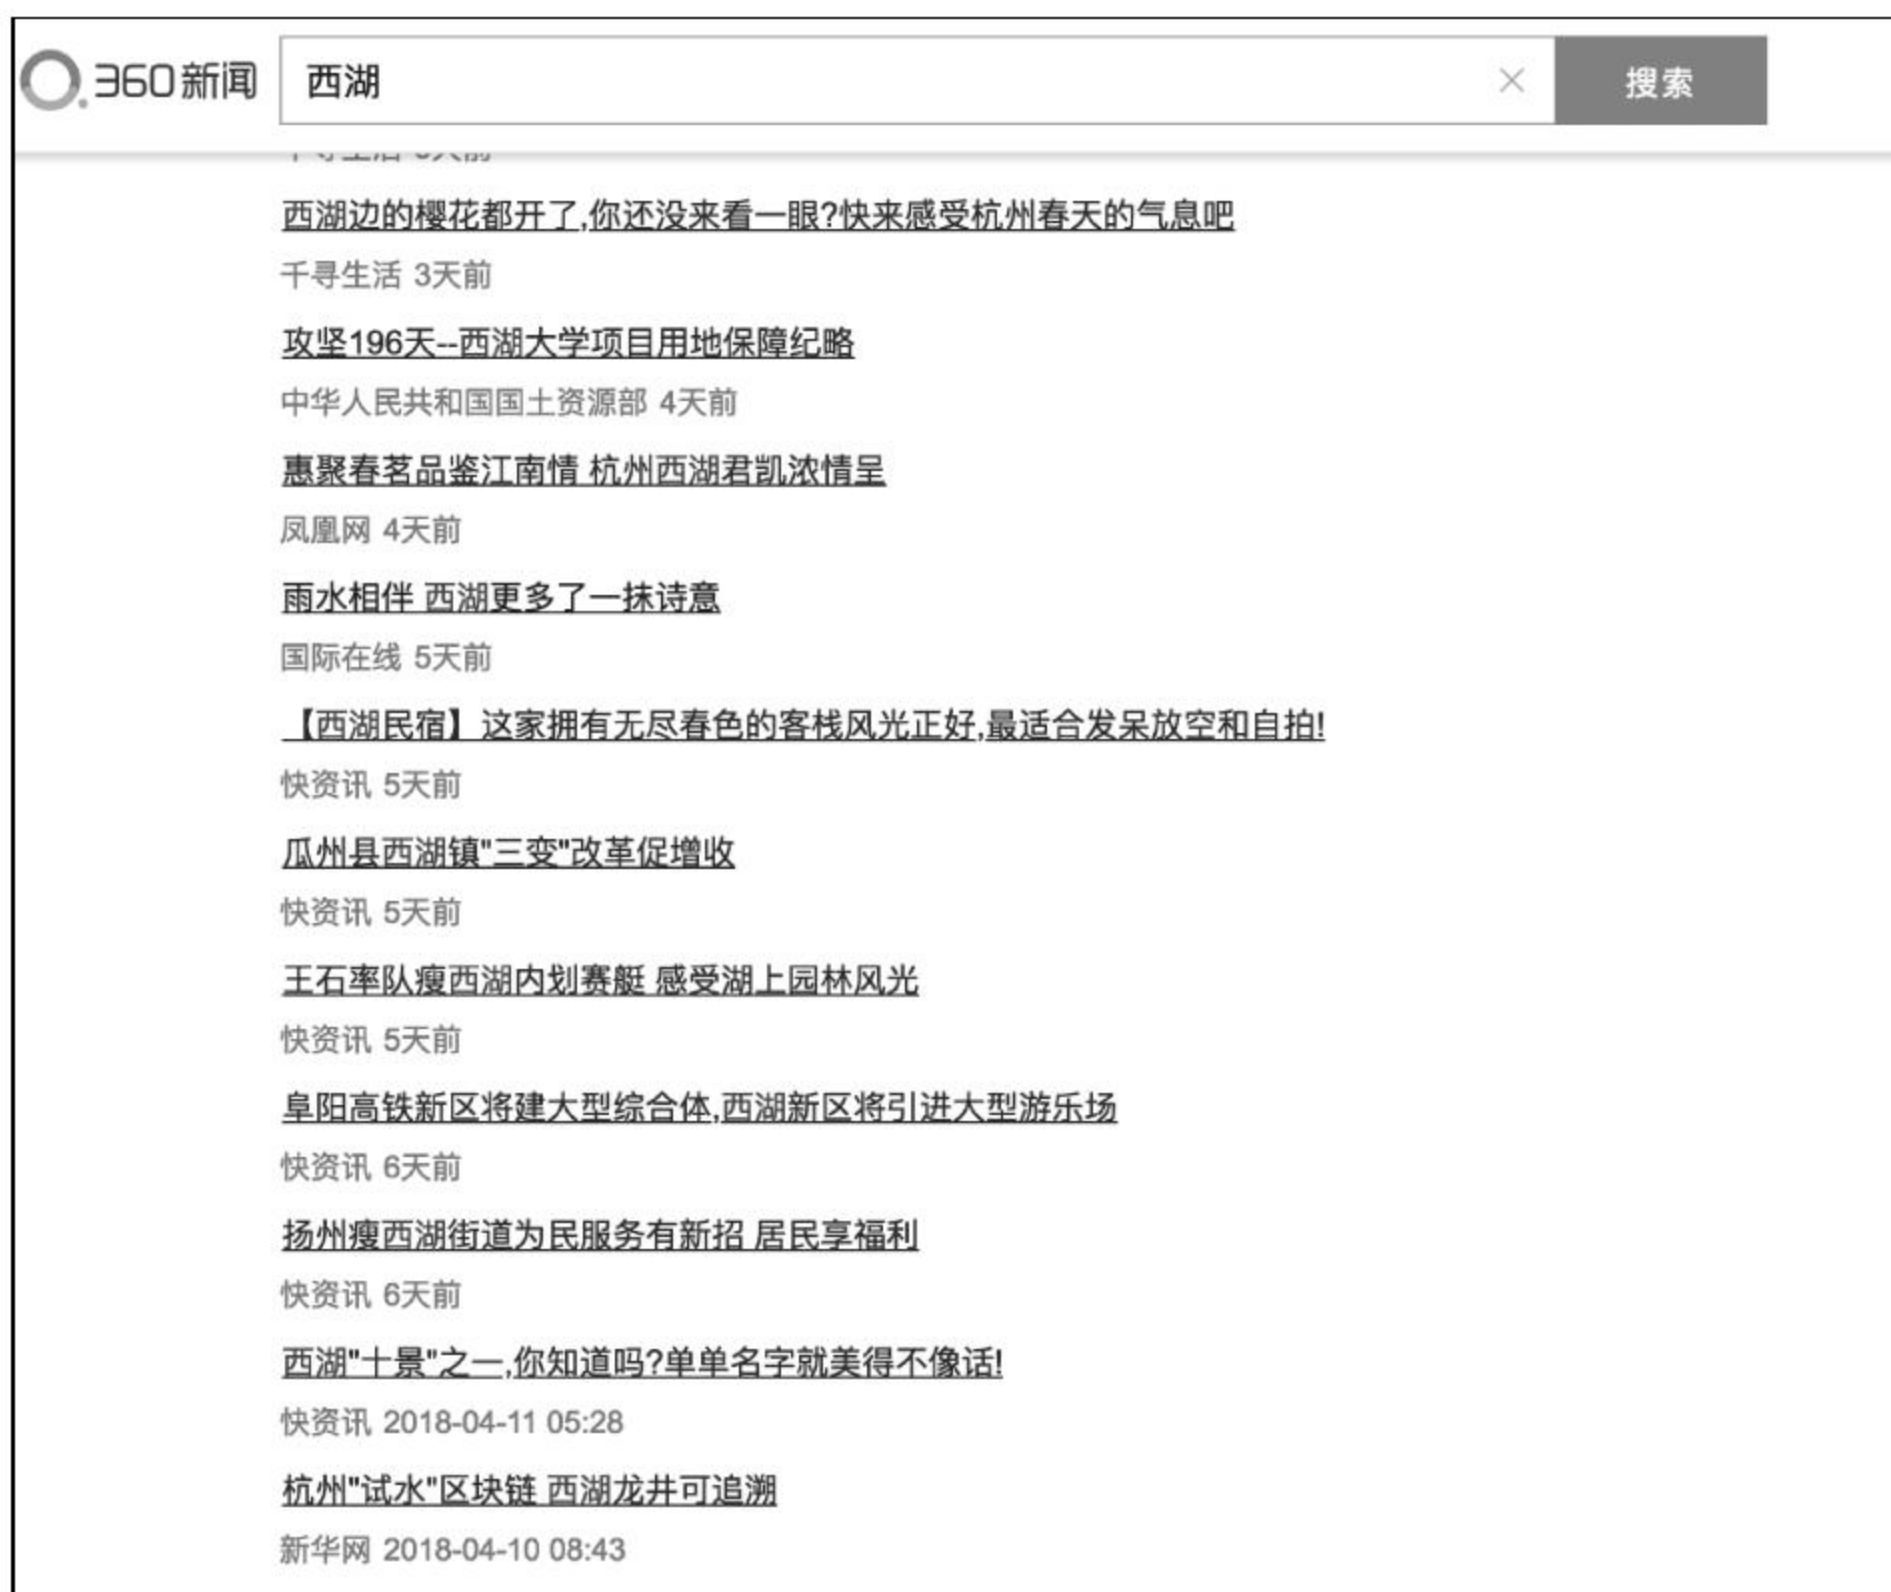 360新闻
西湖
搜索
西湖边的樱花都开了,你还没来看一眼?快来感受杭州春天的气息吧
千寻生活 3天前
攻坚196天--西湖大学项目用地保障纪略
中华人民共和国国土资源部 4天前
惠聚春茗品鉴江南情 杭州西湖君凯浓情呈
凤凰网 4天前
雨水相伴 西湖更多了一抹诗意
国际在线 5天前
【西湖民宿】这家拥有无尽春色的客栈风光正好,最适合发呆放空和自拍!
快资讯 5天前
瓜州县西湖镇"三变"改革促增收
快资讯 5天前
王石率队瘦西湖内划赛艇 感受湖上园林风光
快资讯 5天前
阜阳高铁新区将建大型综合体,西湖新区将引进大型游乐场
快资讯 6天前
扬州瘦西湖街道为民服务有新招 居民享福利
快资讯 6天前
西湖"十景"之一,你知道吗?单单名字就美得不像话!
快资讯 2018-04-11 05:28
杭州"试水"区块链 西湖龙井可追溯
新华网 2018-04-10 08:43